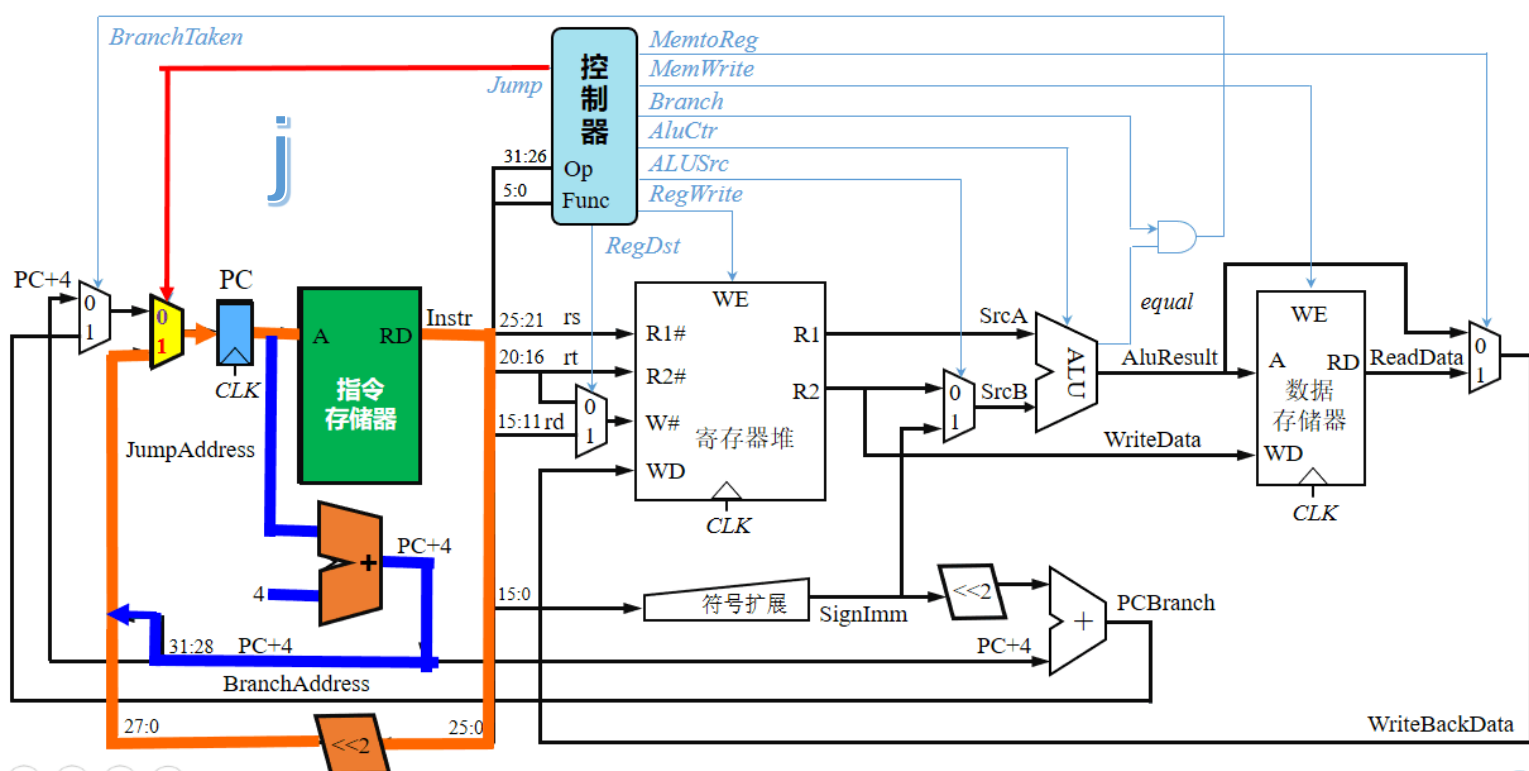 BranchTaken
MemtoReg
控制器
MemWrite
Jump
Branch
AluCtr
j
31:26
Op
ALUSrc
5:0
Func
RegWrite
RegDst
PC+4
PC
0
1
0
1
CLK
A
RD
指令
存储器
Instr
25:21
rs
20:16
rt
15:11
rd
0
1
WE
R1#
R2#
W#
WD
R1
R2
寄存器堆
CLK
0
1
SrcA
SrcB
ALU
equal
AluResult
WriteData
WE
A
RD
数据
存储器
WD
CLK
ReadData
0
1
JumpAddress
4
+
PC+4
15:0
符号扩展
SignImm
<<2
+
PCBranch
31:28
PC+4
PC+4
BranchAddress
27:0
<<2
25:0
WriteBackData